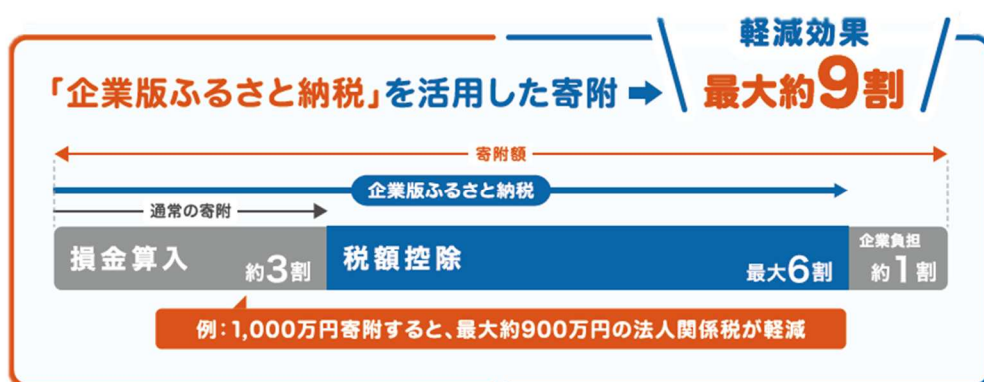 軽減効果
「企業版ふるさと納税」を活用した寄附
最大約9割
寄附額
企業版ふるさと納税
通常の寄附
損金算入 約3割
税額控除 最大6割
企業負担
約1割
例：1,000万円寄附すると、最大約900万円の法人関係税が軽減